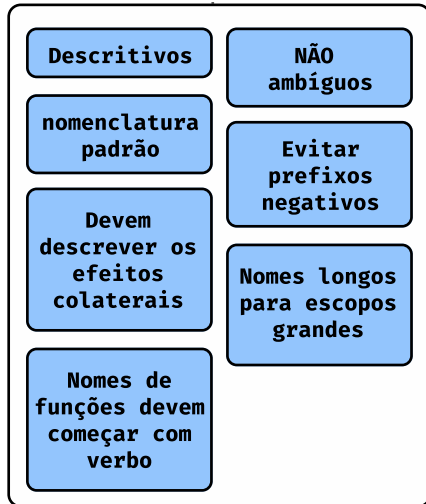 Descritivos
nomenclatura
padrão
Devem
descrever os
efeitos
colaterais
Nomes de
funções devem
começar com
verbo
NÃO
ambíguos
Evitar
prefixos
negativos
Nomes longos
para escopos
grandes